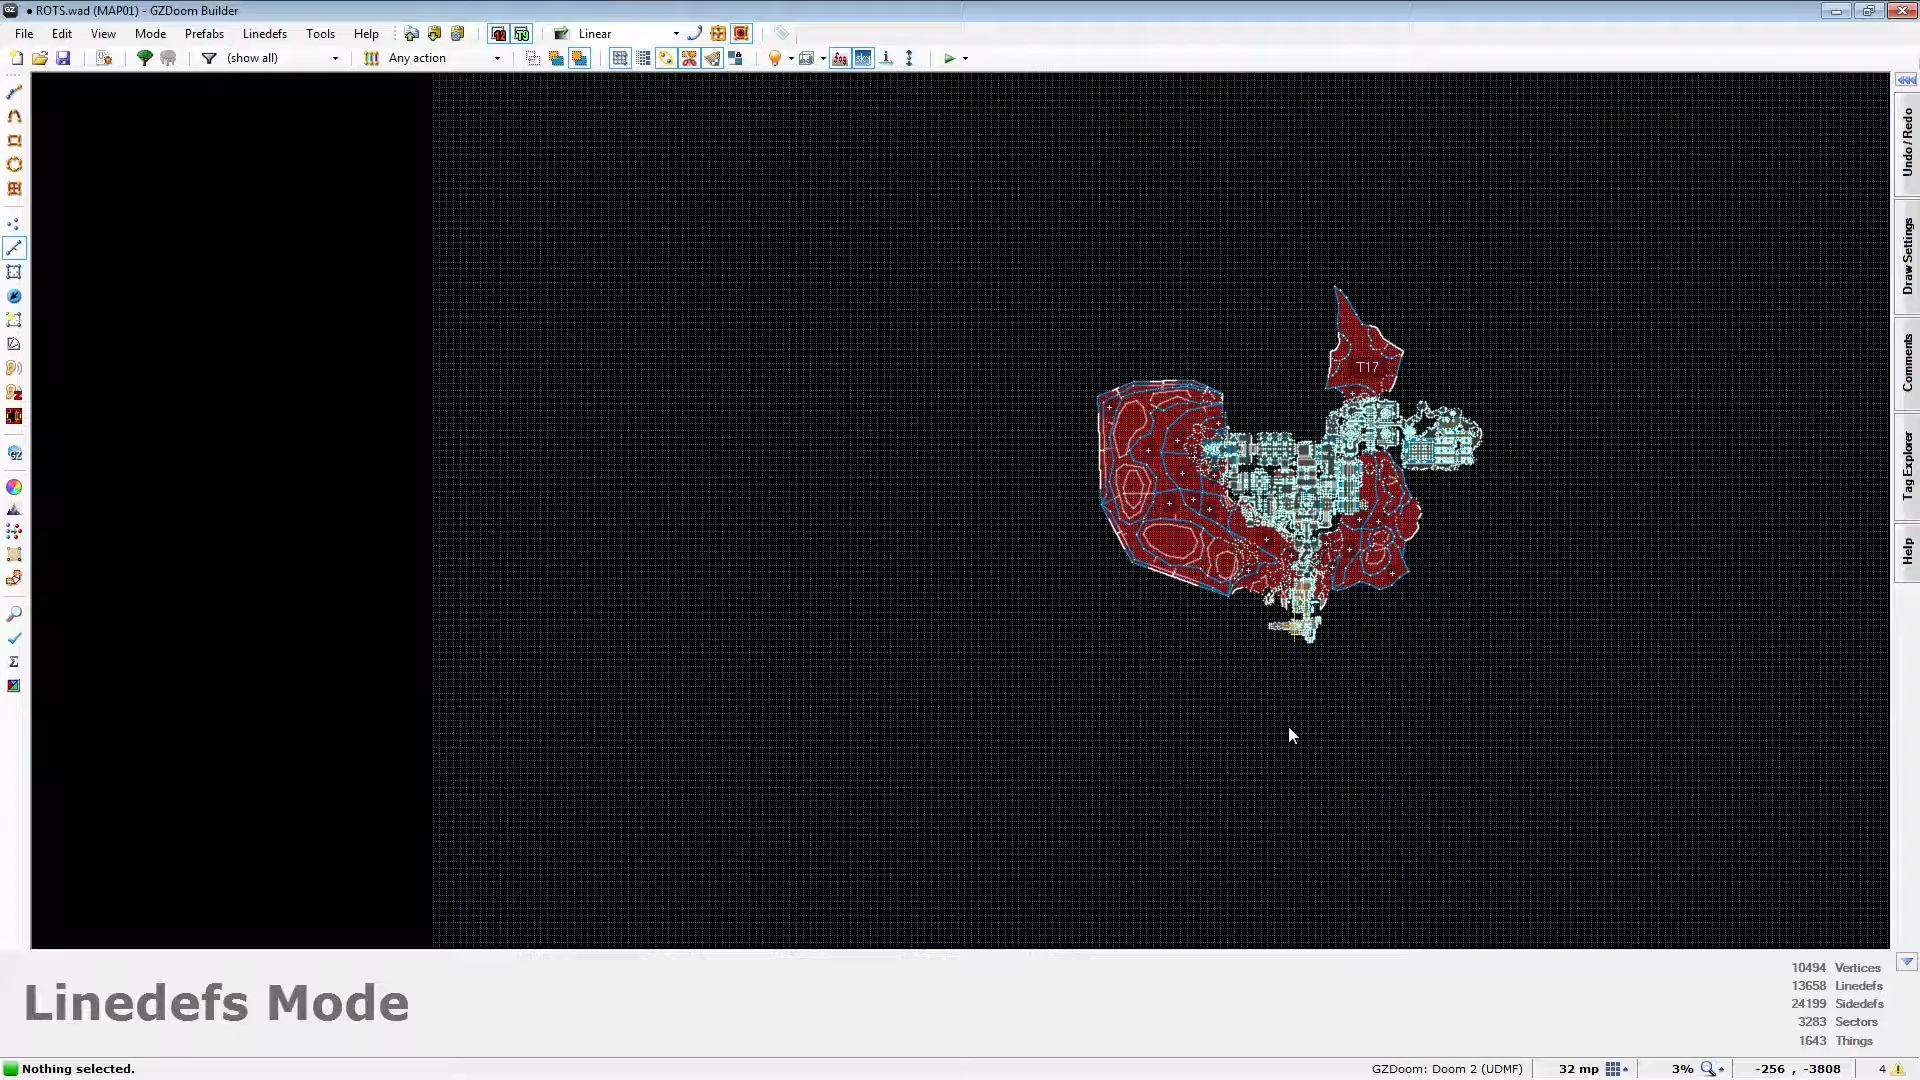 • ROTS.wad (MAP01) - GZDoom Builder
File Edit View Mode Prefabs Linedefs Tools Help Linear
(show all) Any action
T17
Undo / Redo
Draw Settings
Comments
Tag Explorer
Help
Linedefs Mode
10494 Vertices
13658 Linedefs
24199 Sidedefs
3283 Sectors
1643 Things
Nothing selected. GZDoom: Doom 2 (UDMF) 32 mp 3% -256 , -3808 4